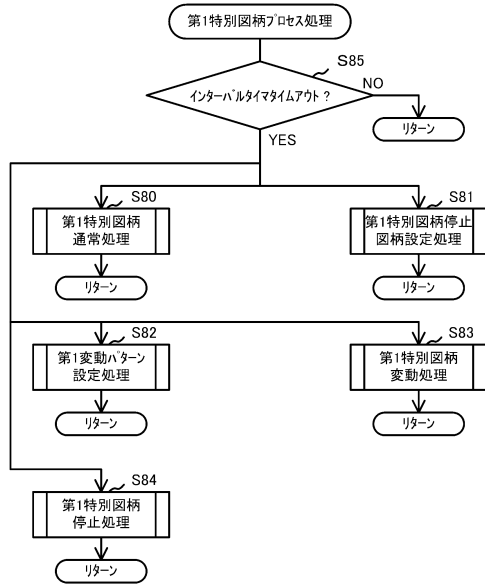 第1特別図柄プロセス処理
S85
インターバルタイマタイムアウト？
NO
リターン
YES
S80
第1特別図柄
通常処理
リターン
S81
第1特別図柄停止
図柄設定処理
リターン
S82
第1変動パターン
設定処理
リターン
S83
第1特別図柄
変動処理
リターン
S84
第1特別図柄
停止処理
リターン